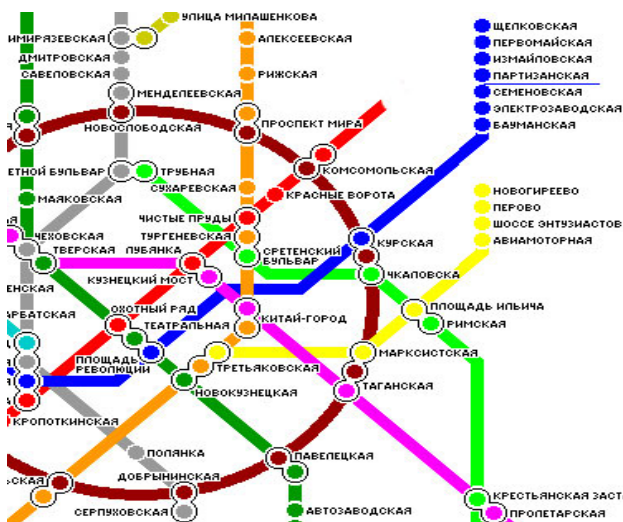 УЛИЦА МИЛАШЕНКОВА
ИМИРЯЗЕВСКАЯ
АЛЕКСЕЕВСКАЯ
ДМИТРОВСКАЯ
САВЕЛОВСКАЯ
РИЖСКАЯ
МЕНДЕЛЕЕВСКАЯ
НОВОСЛОБОДСКАЯ
ПРОСПЕКТ МИРА
ЩЕЛКОВСКАЯ
ПЕРВОМАЙСКАЯ
ИЗМАЙЛОВСКАЯ
ПАРТИЗАНСКАЯ
СЕМЕНОВСКАЯ
ЭЛЕКТРОЗАВОДСКАЯ
БАУМАНСКАЯ
ЕТНОЙ БУЛЬВАР
ТРУБНАЯ
КОМСОМОЛЬСКАЯ
СУХАРЕВСКАЯ
КРАСНЫЕ ВОРОТА
МАЯКОВСКАЯ
ЧИСТЫЕ ПРУДЫ
ТУРГЕНЕВСКАЯ
НОВОГИРЕЕВО
ПЕРОВО
ШОССЕ ЭНТУЗИАСТОВ
АВИАМОТОРНАЯ
ЧЕХОВСКАЯ
ТВЕРСКАЯ
ЛУБЯНКА
СРЕТЕНСКИЙ
БУЛЬВАР
КУРСКАЯ
КУЗНЕЦКИЙ МОСТ
ЧКАЛОВСКА
ЕНСКАЯ
АРБАТСКАЯ
ОХОТНЫЙ РЯД
ТЕАТРАЛЬНАЯ
КИТАЙ-ГОРОД
ПЛОЩАДЬ ИЛЬИЧА
РИМСКАЯ
ПЛОЩАДЬ
РЕВОЛЮЦИИ
ТРЕТЬЯКОВСКАЯ
МАРКСИСТСКАЯ
НОВОКУЗНЕЦКАЯ
ТАГАНСКАЯ
КРОПОТКИНСКАЯ
ПОЛЯНКА
ПАВЕЛЕЦКАЯ
ЬСКАЯ
ДОБРЫНИНСКАЯ
СЕРПУХОВСКАЯ
АВТОЗАВОДСКАЯ
КРЕСТЬЯНСКАЯ ЗАСТ
ПРОЛЕТАРСКАЯ